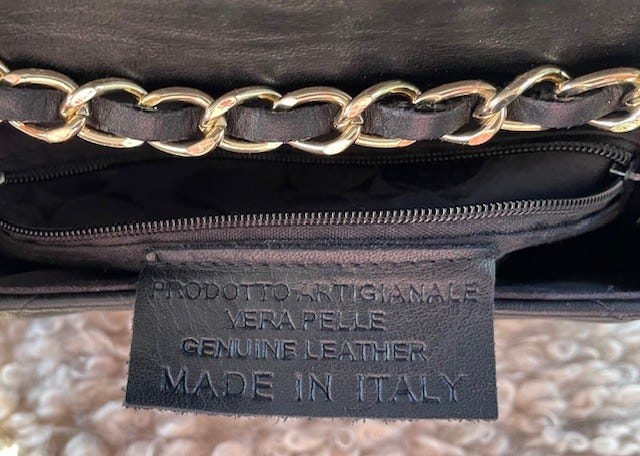 PRODOTTO ARTIGIANALE
VERA PELLE
GENUINE LEATHER
MADE IN ITALY